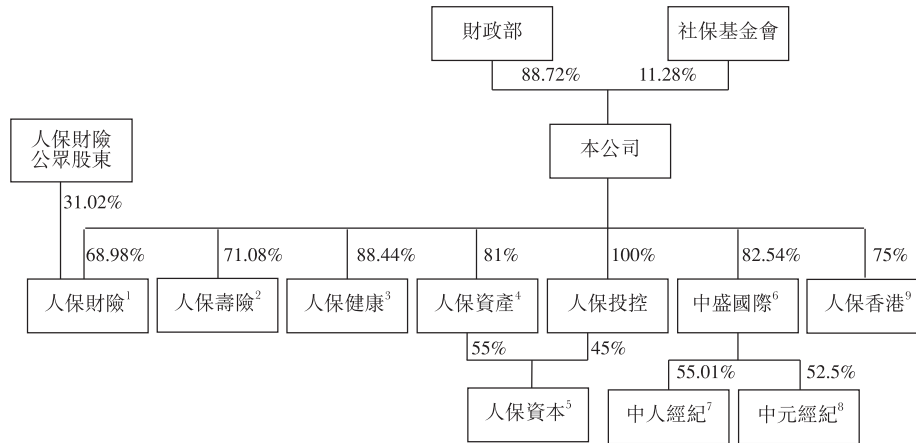 財政部
社保基金會
88.72%
11.28%
人保財險
公眾股東
本公司
31.02%
68.98%
71.08%
88.44%
81%
100%
82.54%
75%
人保財險1
人保壽險2
人保健康3
人保資產4
人保投控
中盛國際6
人保香港9
55%
45%
55.01%
52.5%
人保資本5
中人經紀7
中元經紀8